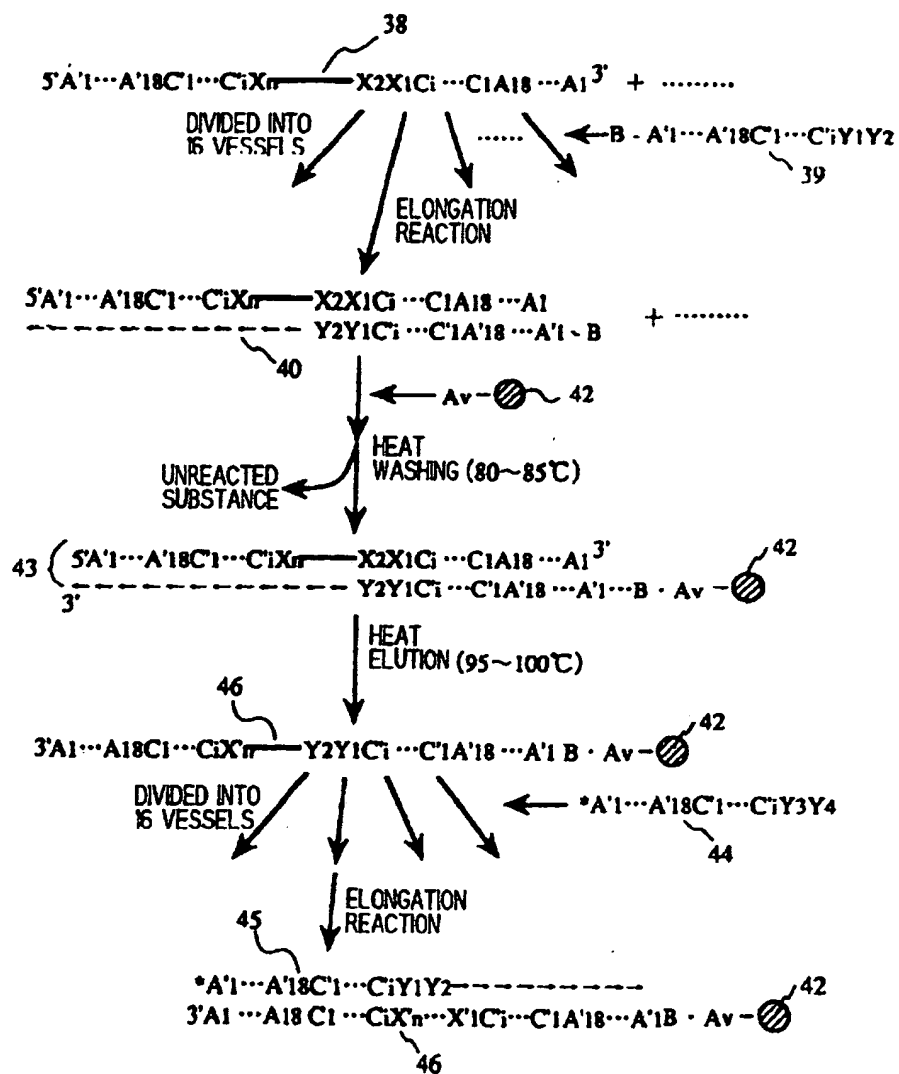 38
5'A'1···A'18C'1···C'iXn——X2X1Ci···C1A18···A1 3' + ·········
DIVIDED INTO
16 VESSELS
······
B - A'1···A'18C'1···C'iY1Y2
39
ELONGATION
REACTION
5'A'1···A'18C'1···C'iXn——X2X1Ci···C1A18···A1
Y2Y1C'i···C'1A'18···A'1 - B
+ ·········
40
Av - 42
HEAT
WASHING (80~85℃)
UNREACTED
SUBSTANCE
43
5'A'1···A'18C'1···C'iXn——X2X1Ci···C1A18···A1 3'
42
3'
Y2Y1C'i···C'1A'18···A'1···B · Av -
HEAT
ELUTION (95~100℃)
46
42
3'A1···A18C1···CiX'n——Y2Y1C'i···C'1A'18···A'1 B · Av -
DIVIDED INTO
16 VESSELS
*A'1···A'18C'1···C'iY3Y4
44
ELONGATION
REACTION
45
*A'1···A'18C'1···C'iY1Y2
42
3'A1···A18 C1···CiX'n···X'1C'i···C'1A'18···A'1B · Av -
46